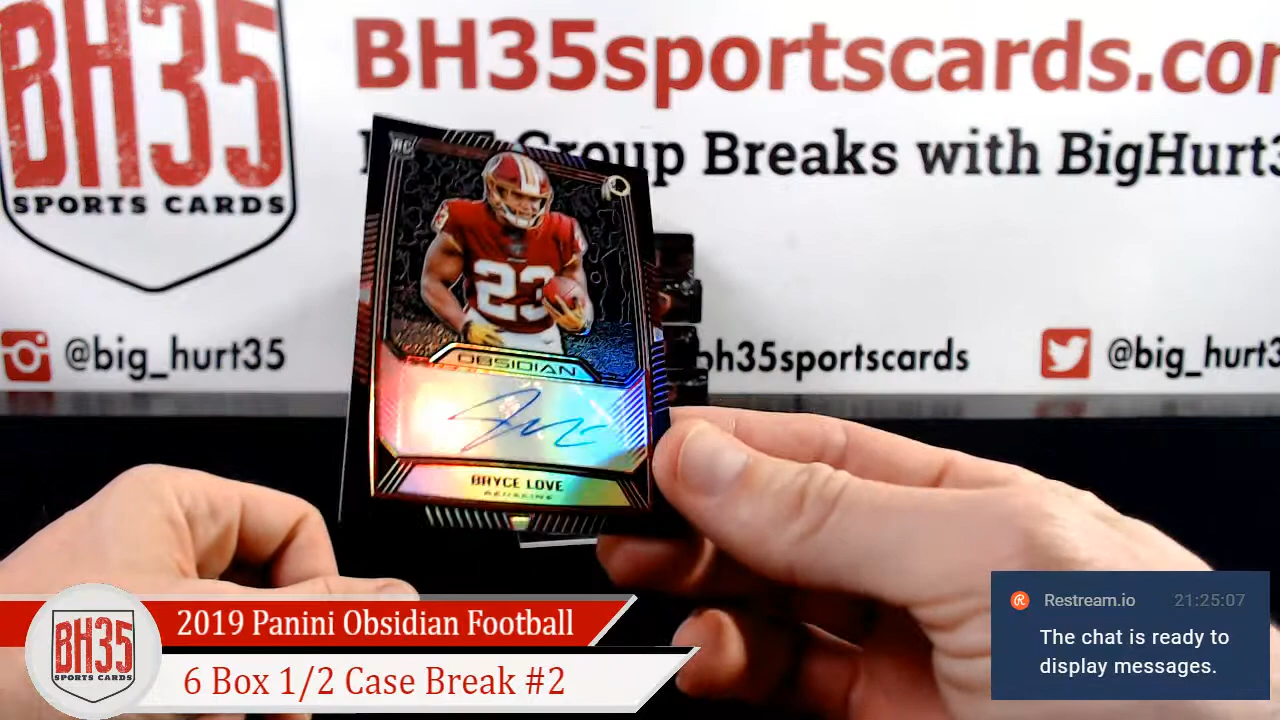 BH35
SPORTS CARDS
BH35sportscards.co
Group Breaks with BigHurt3
@big_hurt35
bh35sportscards
@big_hurt3
RC
23
OBSIDIAN
BRYCE LOVE
REDSKINS
BH35
SPORTS CARDS
2019 Panini Obsidian Football
6 Box 1/2 Case Break #2
Restream.io 21:25:07
The chat is ready to
display messages.